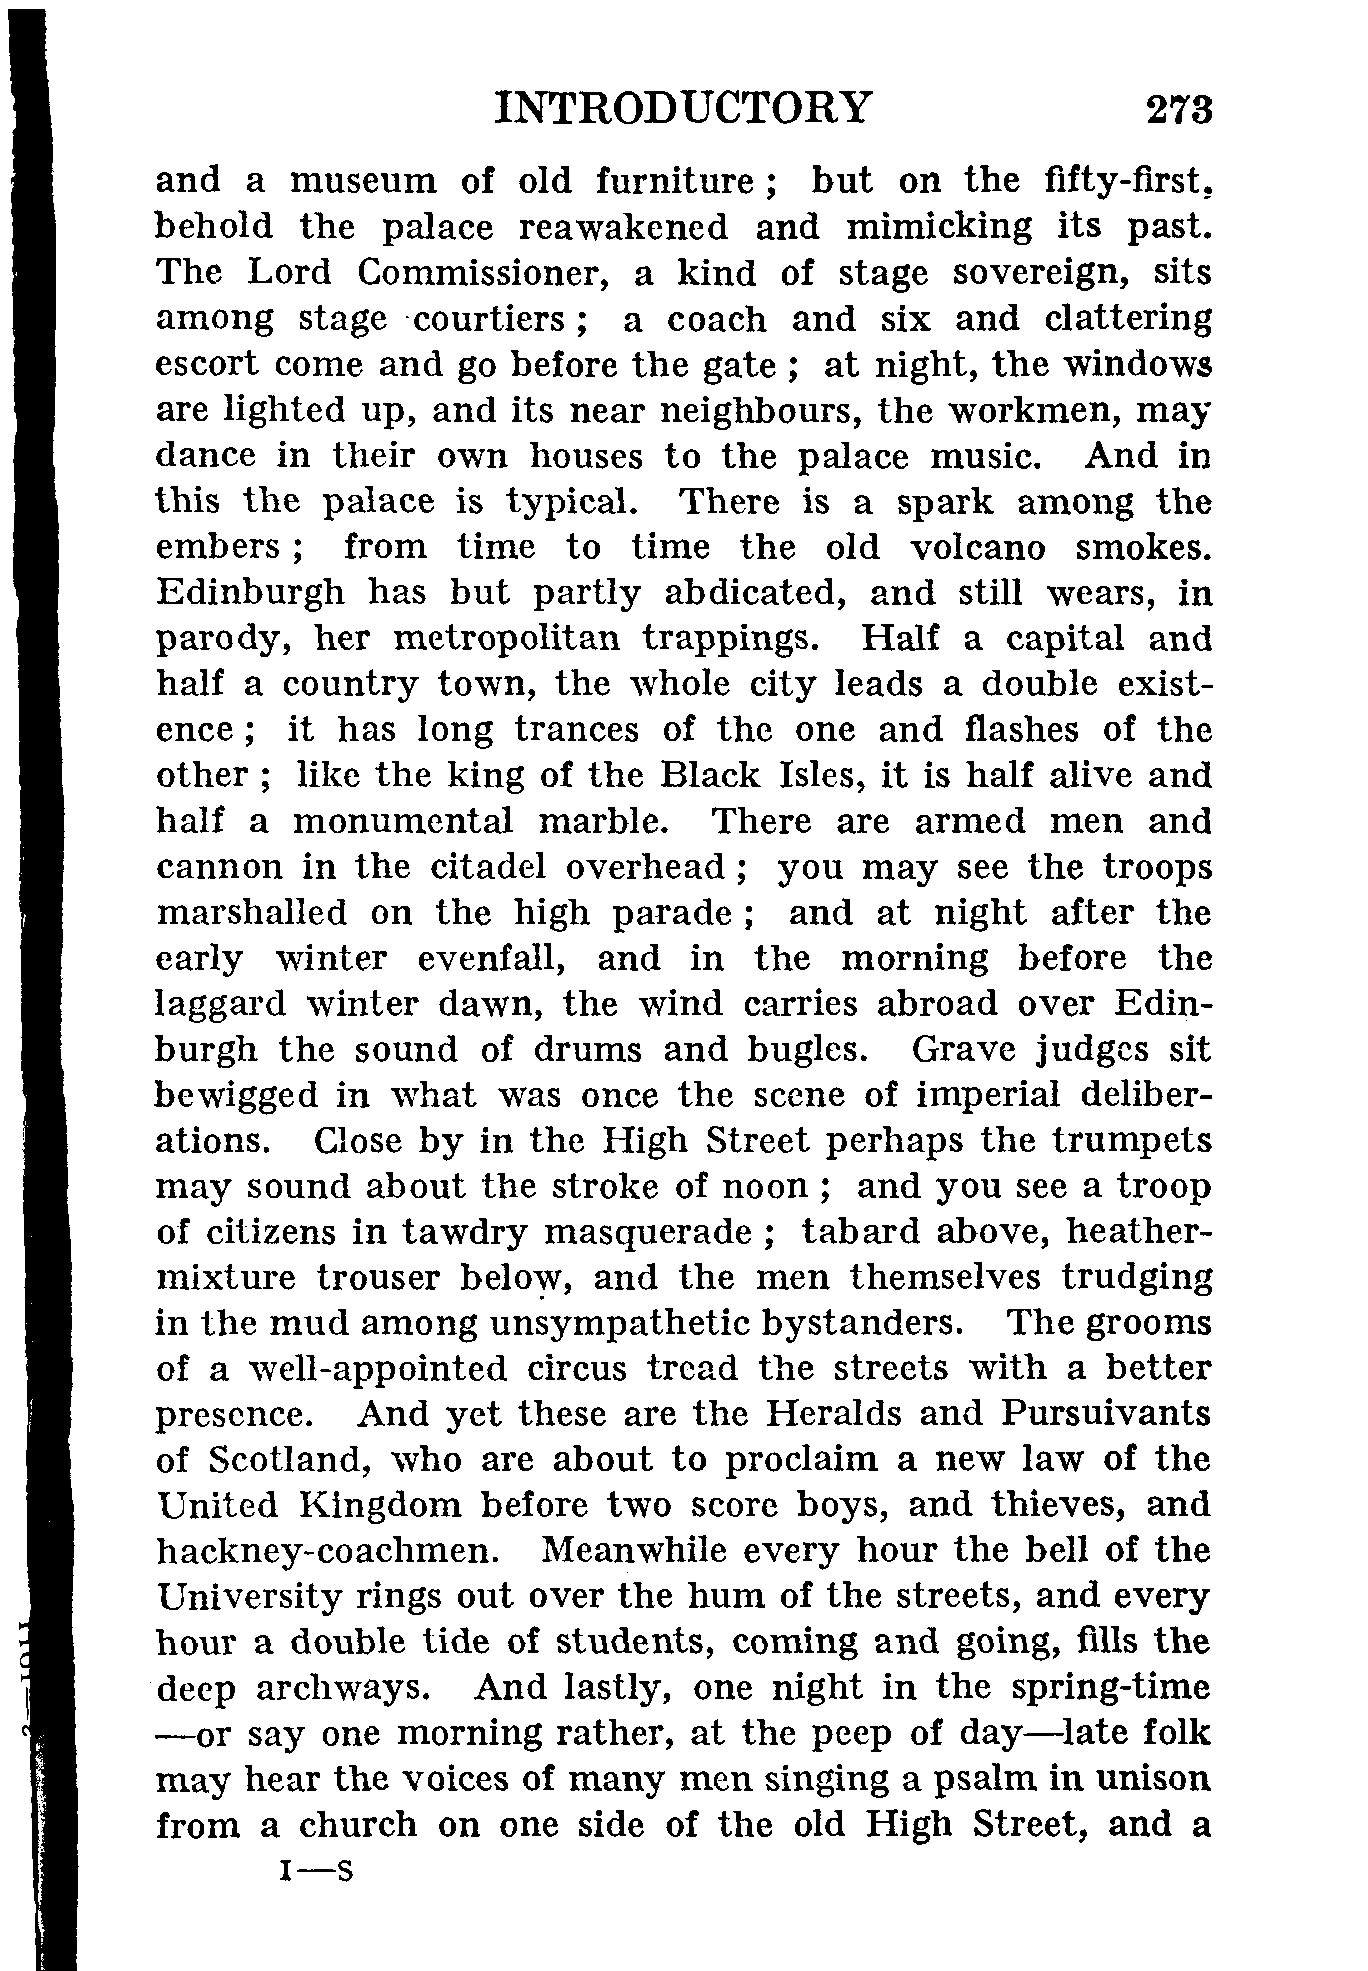 INTRODUCTORY 273
and a museum of old furniture ; but on the fifty-first,
behold the palace reawakened and mimicking its past.
The Lord Commissioner, a kind of stage sovereign, sits
among stage courtiers ; a coach and six and clattering
escort come and go before the gate ; at night, the windows
are lighted up, and its near neighbours, the workmen, may
dance in their own houses to the palace music. And in
this the palace is typical. There is a spark among the
embers ; from time to time the old volcano smokes.
Edinburgh has but partly abdicated, and still wears, in
parody, her metropolitan trappings. Half a capital and
half a country town, the whole city leads a double exist-
ence ; it has long trances of the one and flashes of the
other ; like the king of the Black Isles, it is half alive and
half a monumental marble. There are armed men and
cannon in the citadel overhead ; you may see the troops
marshalled on the high parade ; and at night after the
early winter evenfall, and in the morning before the
laggard winter dawn, the wind carries abroad over Edin-
burgh the sound of drums and bugles. Grave judges sit
bewigged in what was once the scene of imperial deliber-
ations. Close by in the High Street perhaps the trumpets
may sound about the stroke of noon ; and you see a troop
of citizens in tawdry masquerade ; tabard above, heather-
mixture trouser below, and the men themselves trudging
in the mud among unsympathetic bystanders. The grooms
of a well-appointed circus tread the streets with a better
presence. And yet these are the Heralds and Pursuivants
of Scotland, who are about to proclaim a new law of the
United Kingdom before two score boys, and thieves, and
hackney-coachmen. Meanwhile every hour the bell of the
University rings out over the hum of the streets, and every
hour a double tide of students, coming and going, fills the
deep archways. And lastly, one night in the spring-time
—or say one morning rather, at the peep of day—late folk
may hear the voices of many men singing a psalm in unison
from a church on one side of the old High Street, and a
I—S